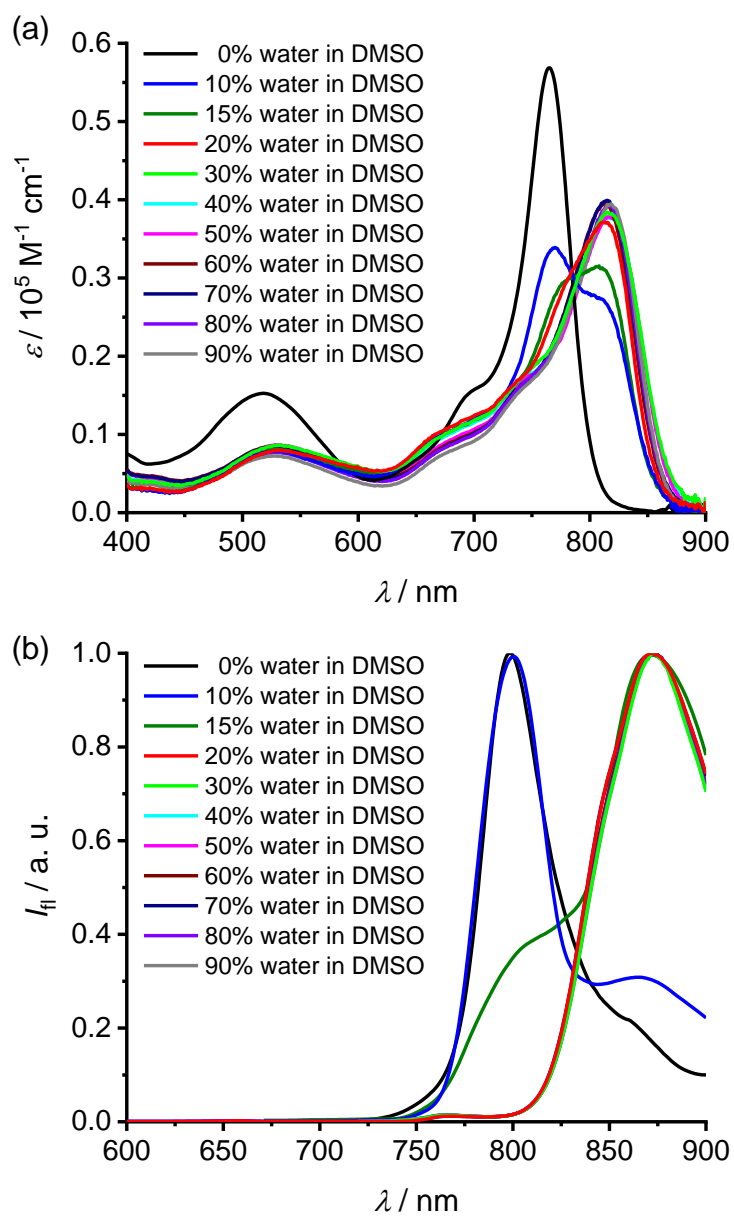 (a)
0.6
0.5
0.4
0.3
0.2
0.1
0.0
ε / 10⁵ M⁻¹ cm⁻¹
0% water in DMSO
10% water in DMSO
15% water in DMSO
20% water in DMSO
30% water in DMSO
40% water in DMSO
50% water in DMSO
60% water in DMSO
70% water in DMSO
80% water in DMSO
90% water in DMSO
400 500 600 700 800 900
λ / nm
(b)
1.0
0.8
0.6
0.4
0.2
0.0
I_fl / a. u.
0% water in DMSO
10% water in DMSO
15% water in DMSO
20% water in DMSO
30% water in DMSO
40% water in DMSO
50% water in DMSO
60% water in DMSO
70% water in DMSO
80% water in DMSO
90% water in DMSO
600 650 700 750 800 850 900
λ / nm